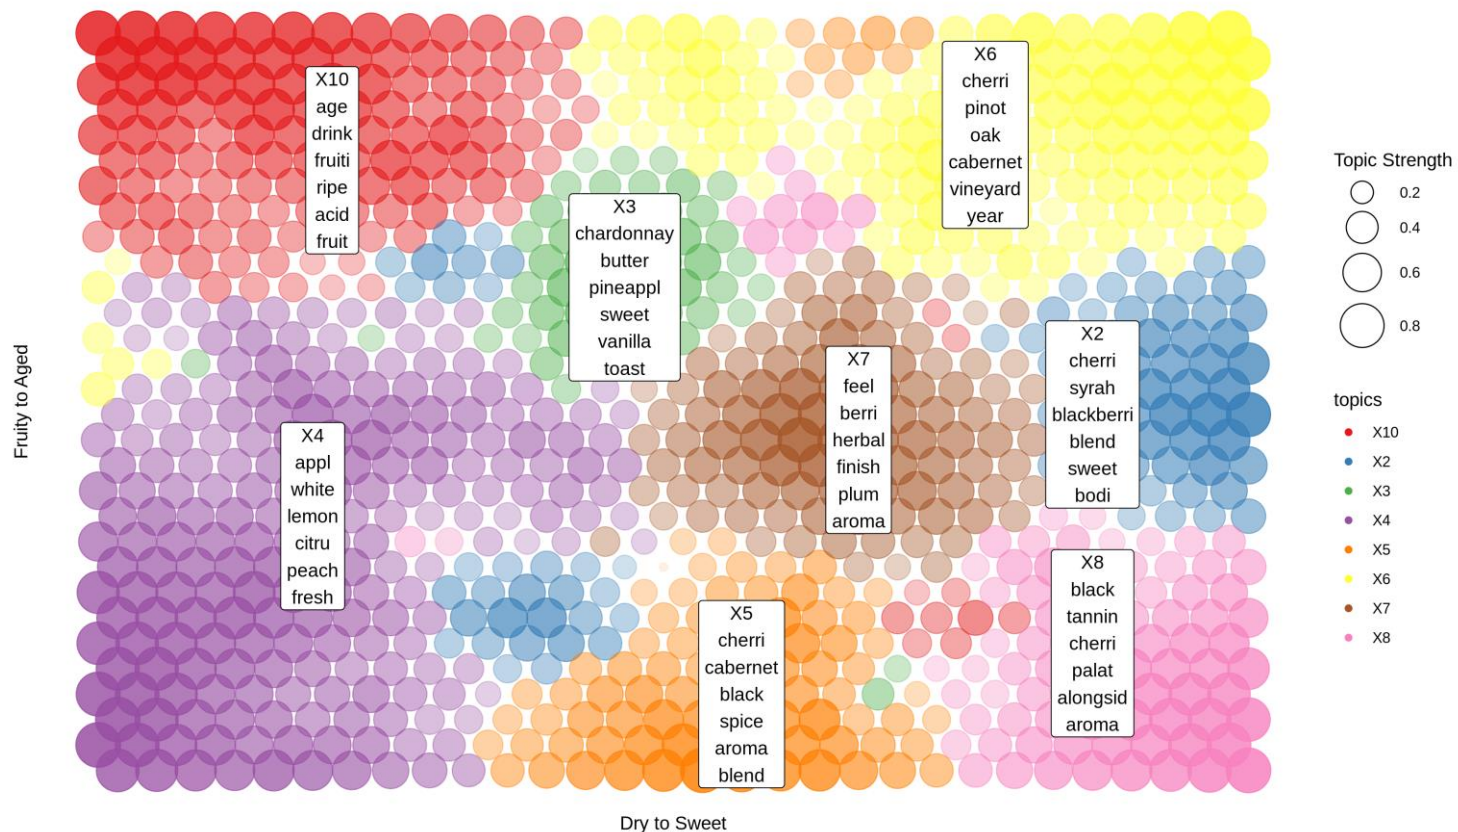 X10
age
drink
fruiti
ripe
acid
fruit
X6
cherri
pinot
oak
cabernet
vineyard
year
X3
chardonnay
butter
pineappl
sweet
vanilla
toast
X2
cherri
syrah
blackberri
blend
sweet
bodi
X7
feel
berri
herbal
finish
plum
aroma
X4
appl
white
lemon
citru
peach
fresh
X5
cherri
cabernet
black
spice
aroma
blend
X8
black
tannin
cherri
palat
alongsid
aroma
Fruity to Aged
Dry to Sweet
Topic Strength
0.2
0.4
0.6
0.8
topics
X10
X2
X3
X4
X5
X6
X7
X8